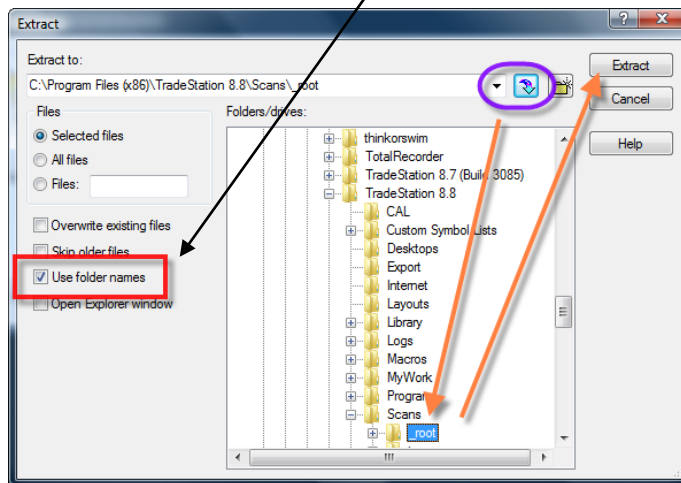 Extract
Extract to:
C:\Program Files (x86)\TradeStation 8.8\Scans\_root
Extract
Cancel
Help
Files
Selected files
All files
Files:
Overwrite existing files
Skip older files
Use folder names
Open Explorer window
Folders/drives:
thinkorswim
TotalRecorder
TradeStation 8.7 (Build 3085)
TradeStation 8.8
CAL
Custom Symbol Lists
Desktops
Export
Internet
Layouts
Library
Logs
Macros
MyWork
Program
Scans
_root